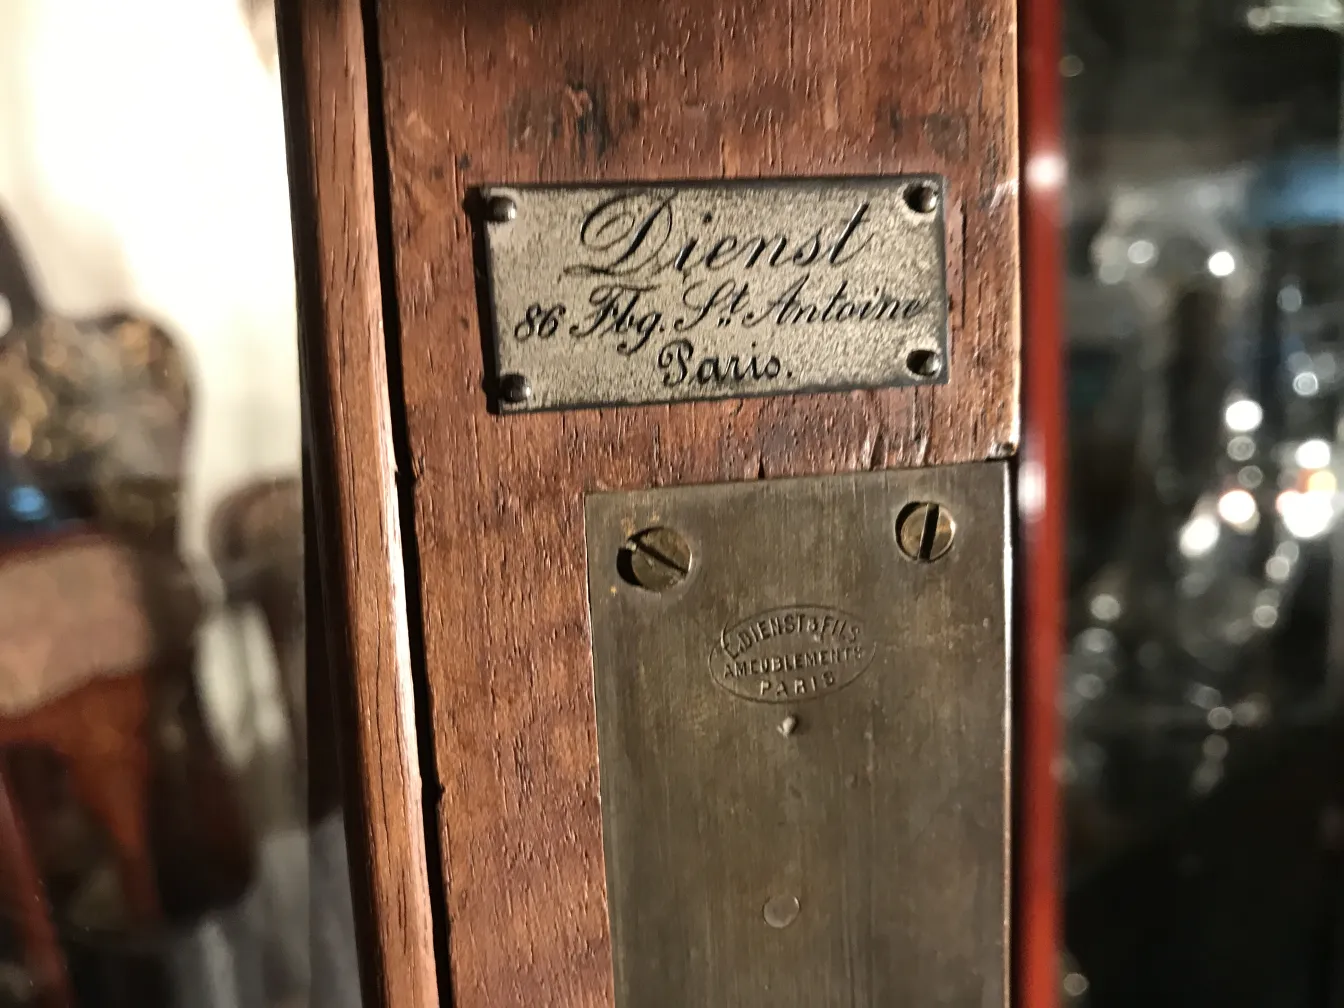 Dienst
86 Fbg. St. Antoine
Paris.
E. DIENST & FILS
AMEUBLEMENTS
PARIS